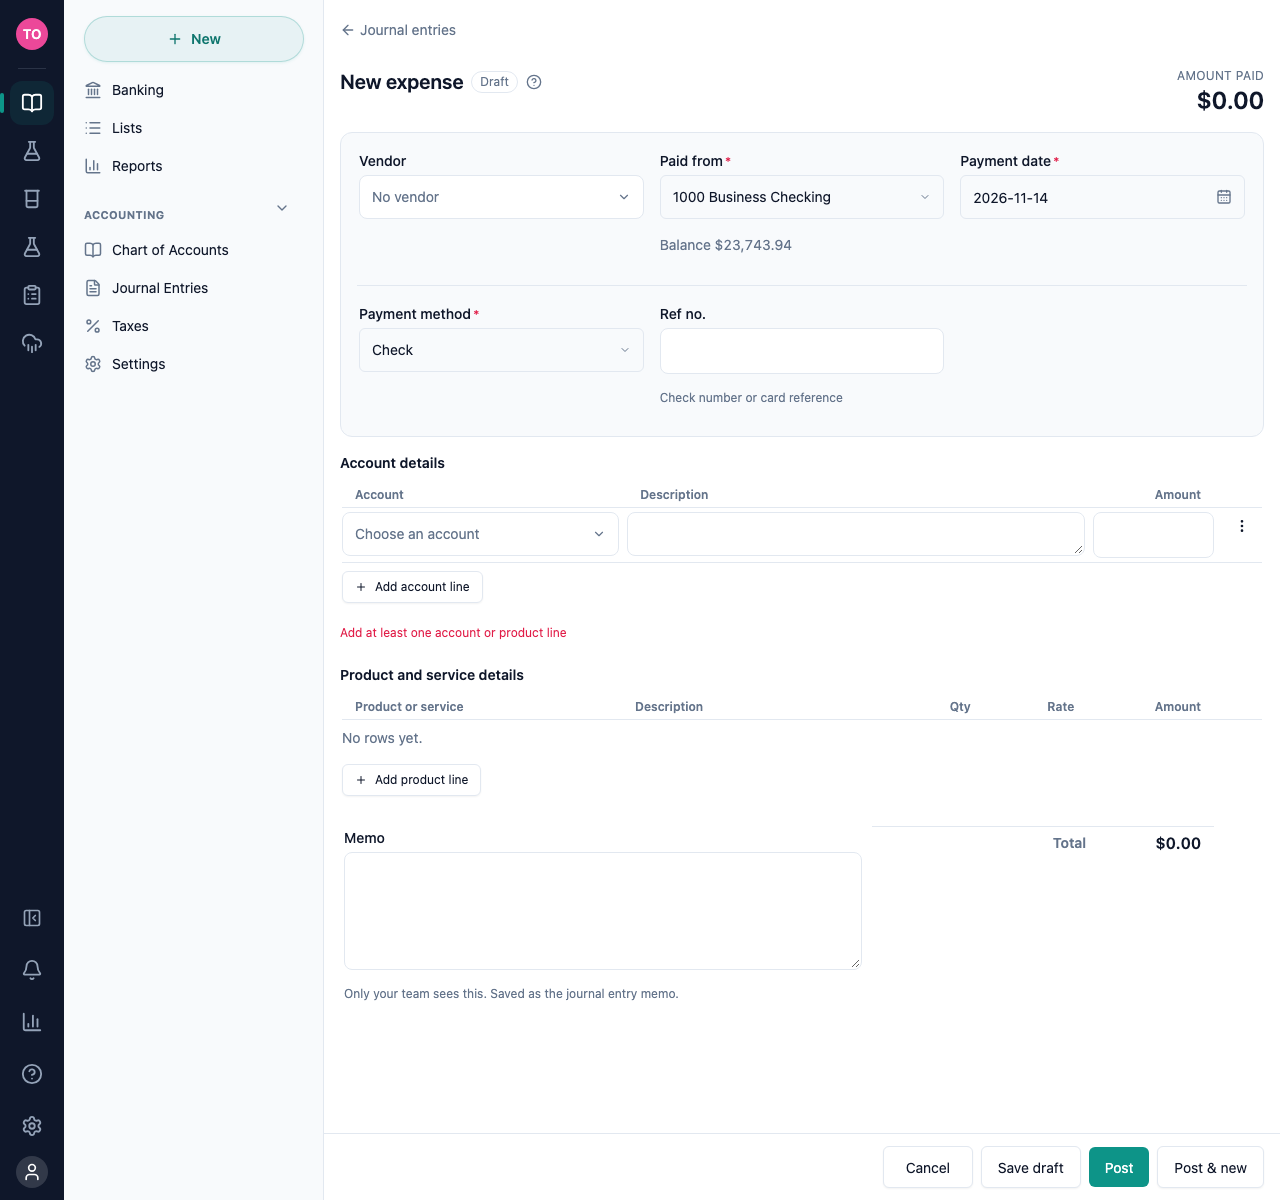 TO
New
Banking
Lists
Reports
ACCOUNTING
Chart of Accounts
Journal Entries
Taxes
Settings
Journal entries
New expense Draft
AMOUNT PAID
$0.00
Vendor Paid from* Payment date*
No vendor 1000 Business Checking 2026-11-14
Balance $23,743.94
Payment method* Ref no.
Check
Check number or card reference
Account details
Account Description Amount
Choose an account
Add account line
Add at least one account or product line
Product and service details
Product or service Description Qty Rate Amount
No rows yet.
Add product line
Memo
Total $0.00
Only your team sees this. Saved as the journal entry memo.
Cancel Save draft Post Post & new